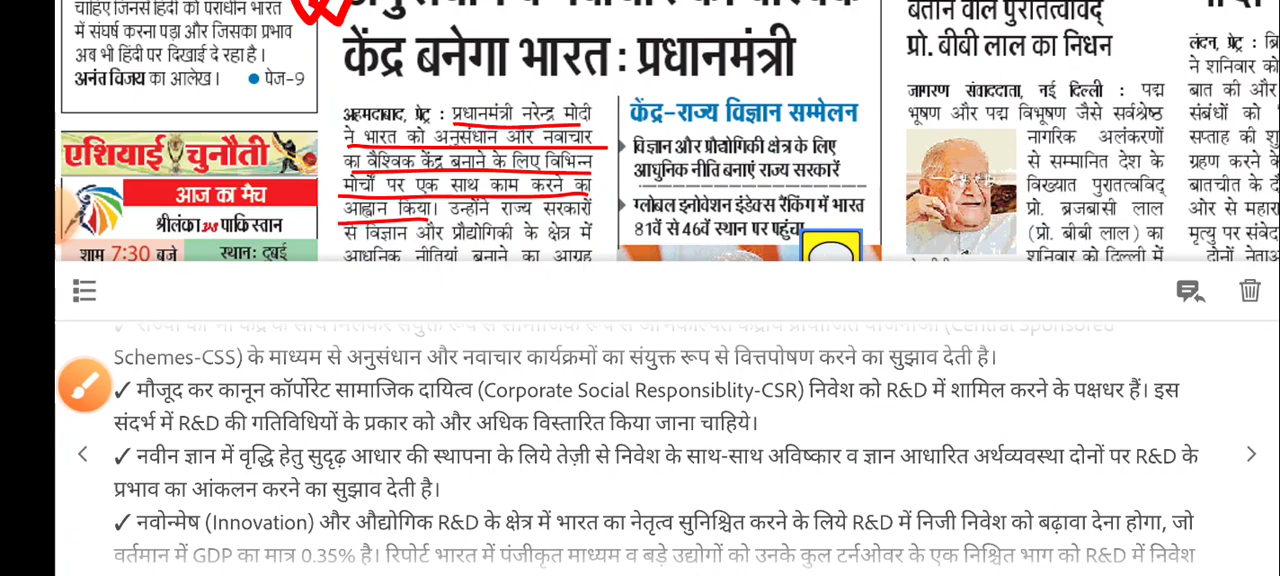 चाहिए जिनसे हिंदी को पराधीन भारत
में संघर्ष करना पड़ा और जिसका प्रभाव
अब भी हिंदी पर दिखाई दे रहा है।
अनंत विजय का आलेख। ● पेज-9
एशियाई चुनौती
आज का मैच
श्रीलंका vs पाकिस्तान
शाम 7:30 बजे स्थान: दुबई
केंद्र बनेगा भारत : प्रधानमंत्री
अहमदाबाद, प्रेट्र : प्रधानमंत्री नरेन्द्र मोदी
ने भारत को अनुसंधान और नवाचार
का वैश्विक केंद्र बनाने के लिए विभिन्न
मोर्चों पर एक साथ काम करने का
आह्वान किया। उन्होंने राज्य सरकारों
से विज्ञान और प्रौद्योगिकी के क्षेत्र में
आधुनिक नीतियां बनाने का आग्रह
केंद्र-राज्य विज्ञान सम्मेलन
विज्ञान और प्रौद्योगिकी क्षेत्र के लिए
आधुनिक नीति बनाएं राज्य सरकारें
ग्लोबल इनोवेशन इंडेक्स रैंकिंग में भारत
81वें से 46वें स्थान पर पहुंचा
बताने वाले पुरातत्वविद्
प्रो. बीबी लाल का निधन
जागरण संवाददाता, नई दिल्ली : पद्म
भूषण और पद्म विभूषण जैसे सर्वश्रेष्ठ
नागरिक अलंकरणों
से सम्मानित देश के
विख्यात पुरातत्वविद्
प्रो. ब्रजबासी लाल
(प्रो. बीबी लाल) का
शनिवार को दिल्ली में
लंदन, प्रेट्र : ब्रि
ने शनिवार को
बात की और
संबंधों को
सप्ताह की शु
ग्रहण करने के
बातचीत के दौ
ओर से महारा
मृत्यु पर संवेद
दोनों नेताअ
Schemes-CSS) के माध्यम से अनुसंधान और नवाचार कार्यक्रमों का संयुक्त रूप से वित्तपोषण करने का सुझाव देती है।
✓ मौजूद कर कानून कॉर्पोरेट सामाजिक दायित्व (Corporate Social Responsiblity-CSR) निवेश को R&D में शामिल करने के पक्षधर हैं। इस
संदर्भ में R&D की गतिविधियों के प्रकार को और अधिक विस्तारित किया जाना चाहिये।
✓ नवीन ज्ञान में वृद्धि हेतु सुदृढ़ आधार की स्थापना के लिये तेज़ी से निवेश के साथ-साथ अविष्कार व ज्ञान आधारित अर्थव्यवस्था दोनों पर R&D के
प्रभाव का आंकलन करने का सुझाव देती है।
✓ नवोन्मेष (Innovation) और औद्योगिक R&D के क्षेत्र में भारत का नेतृत्व सुनिश्चित करने के लिये R&D में निजी निवेश को बढ़ावा देना होगा, जो
वर्तमान में GDP का मात्र 0.35% है। रिपोर्ट भारत में पंजीकृत माध्यम व बड़े उद्योगों को उनके कुल टर्नओवर के एक निश्चित भाग को R&D में निवेश